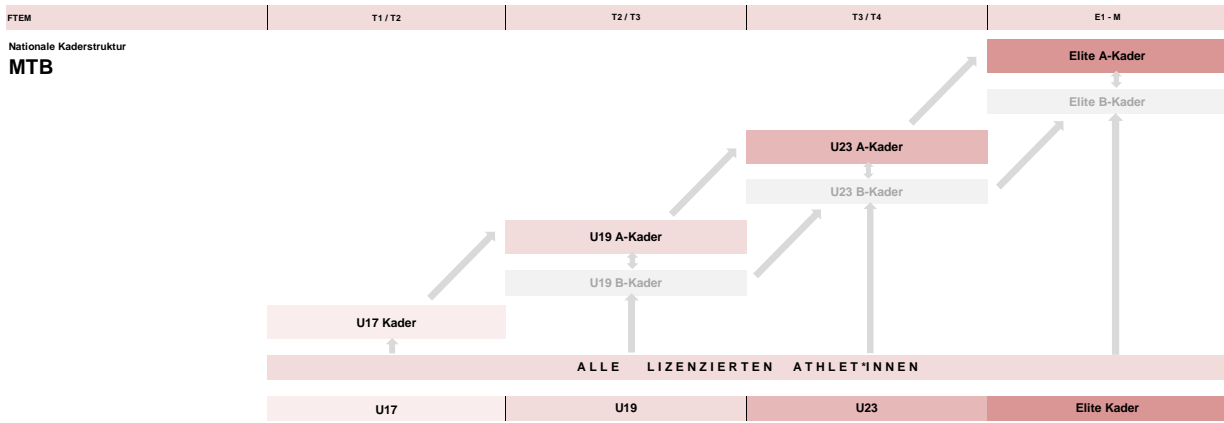 FTEM T1 / T2 T2 / T3 T3 / T4 E1 - M
Nationale Kaderstruktur
MTB
Elite A-Kader
Elite B-Kader
U23 A-Kader
U23 B-Kader
U19 A-Kader
U19 B-Kader
U17 Kader
ALLE LIZENZIERTEN ATHLET*INNEN
U17 U19 U23 Elite Kader